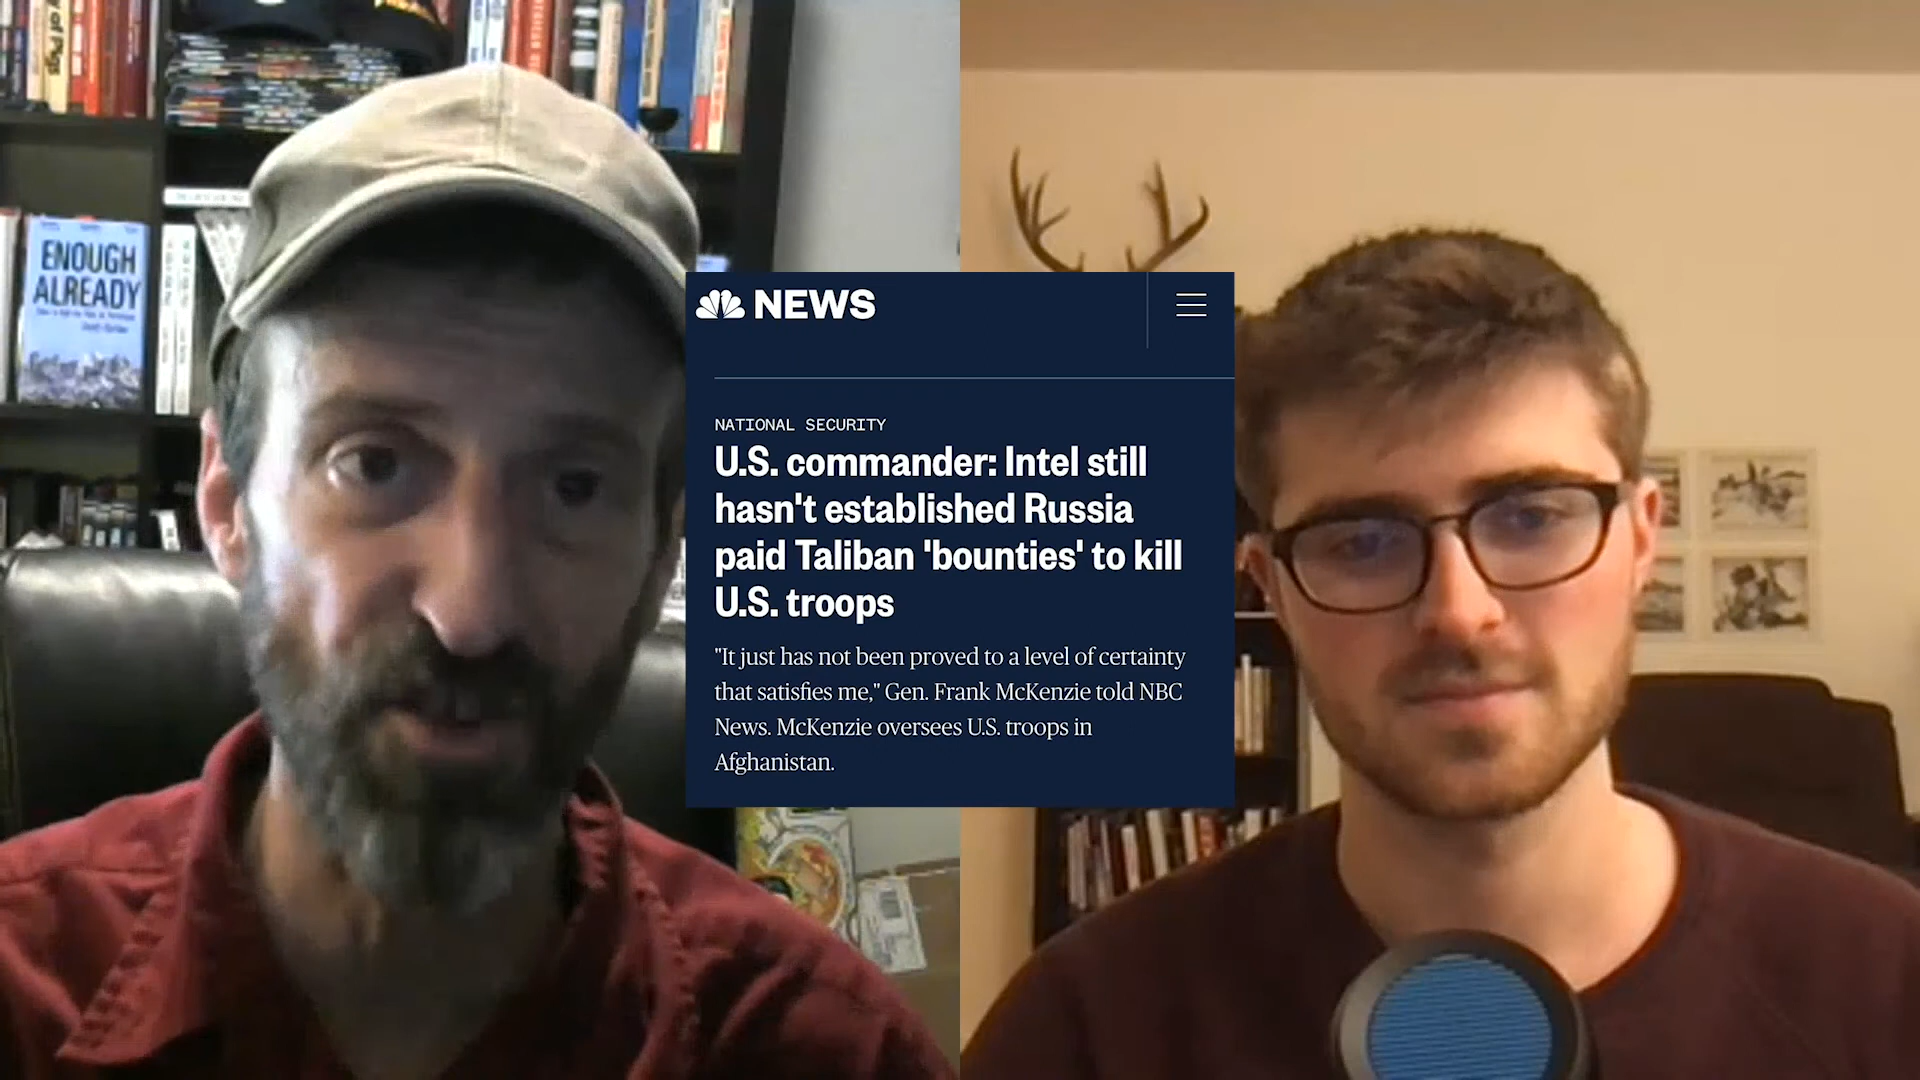 of Pigs
ENOUGH
ALREADY
NEWS
NATIONAL SECURITY
U.S. commander: Intel still
hasn't established Russia
paid Taliban 'bounties' to kill
U.S. troops
"It just has not been proved to a level of certainty
that satisfies me," Gen. Frank McKenzie told NBC
News. McKenzie oversees U.S. troops in
Afghanistan.